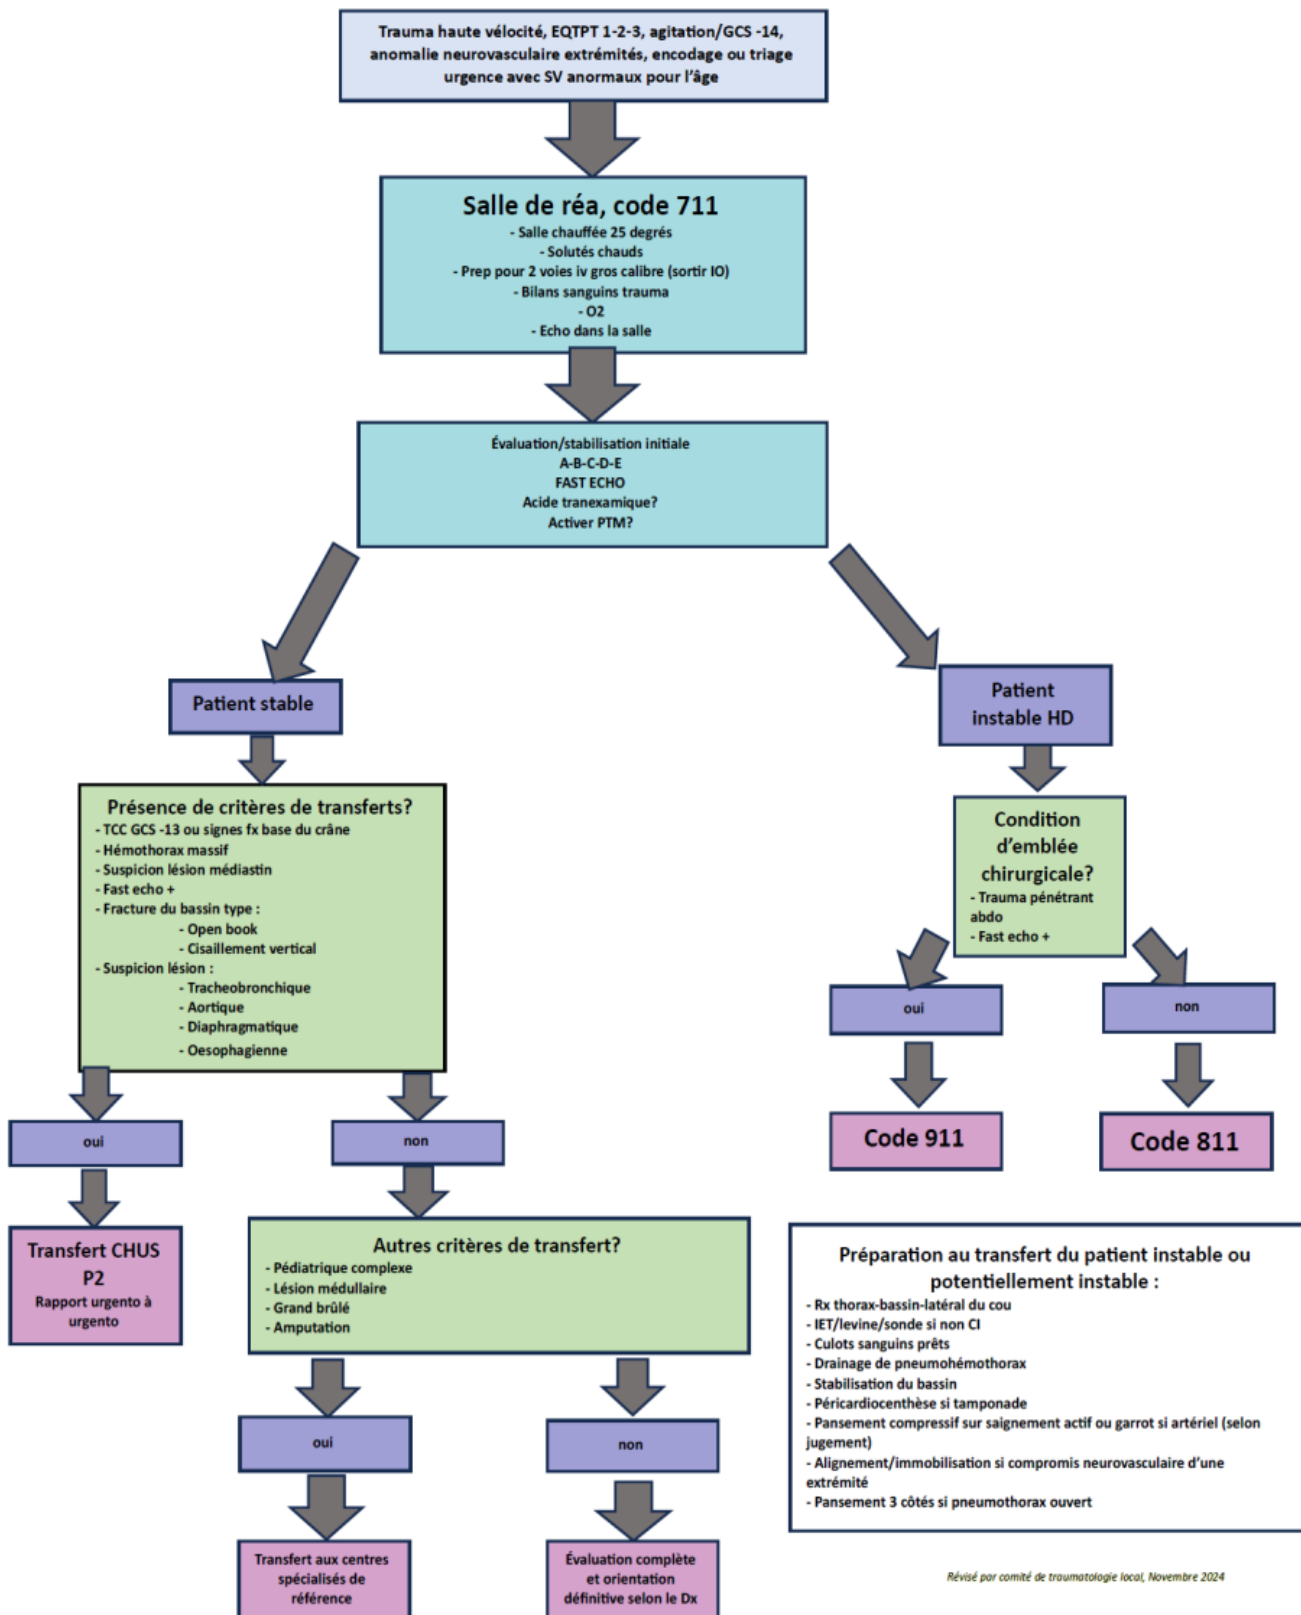 Trauma haute vélocité, EQTPT 1-2-3, agitation/GCS -14,
anomalie neurovasculaire extrémités, encodage ou triage
urgence avec SV anormaux pour l'âge
Salle de réa, code 711
- Salle chauffée 25 degrés
- Solutés chauds
- Prep pour 2 voies iv gros calibre (sortir IO)
- Bilans sanguins trauma
- O2
- Echo dans la salle
Évaluation/stabilisation initiale
A-B-C-D-E
FAST ECHO
Acide tranexamique?
Activer PTM?
Patient stable
Présence de critères de transferts?
- TCC GCS -13 ou signes fx base du crâne
- Hémothorax massif
- Suspicion lésion médiastin
- Fast echo +
- Fracture du bassin type :
- Open book
- Cisaillement vertical
- Suspicion lésion :
- Tracheobronchique
- Aortique
- Diaphragmatique
- Oesophagienne
oui
non
Transfert CHUS
P2
Rapport urgento à
urgento
Autres critères de transfert?
- Pédiatrique complexe
- Lésion médullaire
- Grand brûlé
- Amputation
oui
non
Transfert aux centres
spécialisés de
référence
Évaluation complète
et orientation
définitive selon le Dx
Patient
instable HD
Condition
d'emblée
chirurgicale?
- Trauma pénétrant
abdo
- Fast echo +
oui
non
Code 911
Code 811
Préparation au transfert du patient instable ou
potentiellement instable :
- Rx thorax-bassin-latéral du cou
- IET/levine/sonde si non CI
- Culots sanguins prêts
- Drainage de pneumohémothorax
- Stabilisation du bassin
- Péricardiocenthèse si tamponade
- Pansement compressif sur saignement actif ou garrot si artériel (selon
jugement)
- Alignement/immobilisation si compromis neurovasculaire d'une
extrémité
- Pansement 3 côtés si pneumothorax ouvert
Révisé par comité de traumatologie local, Novembre 2024